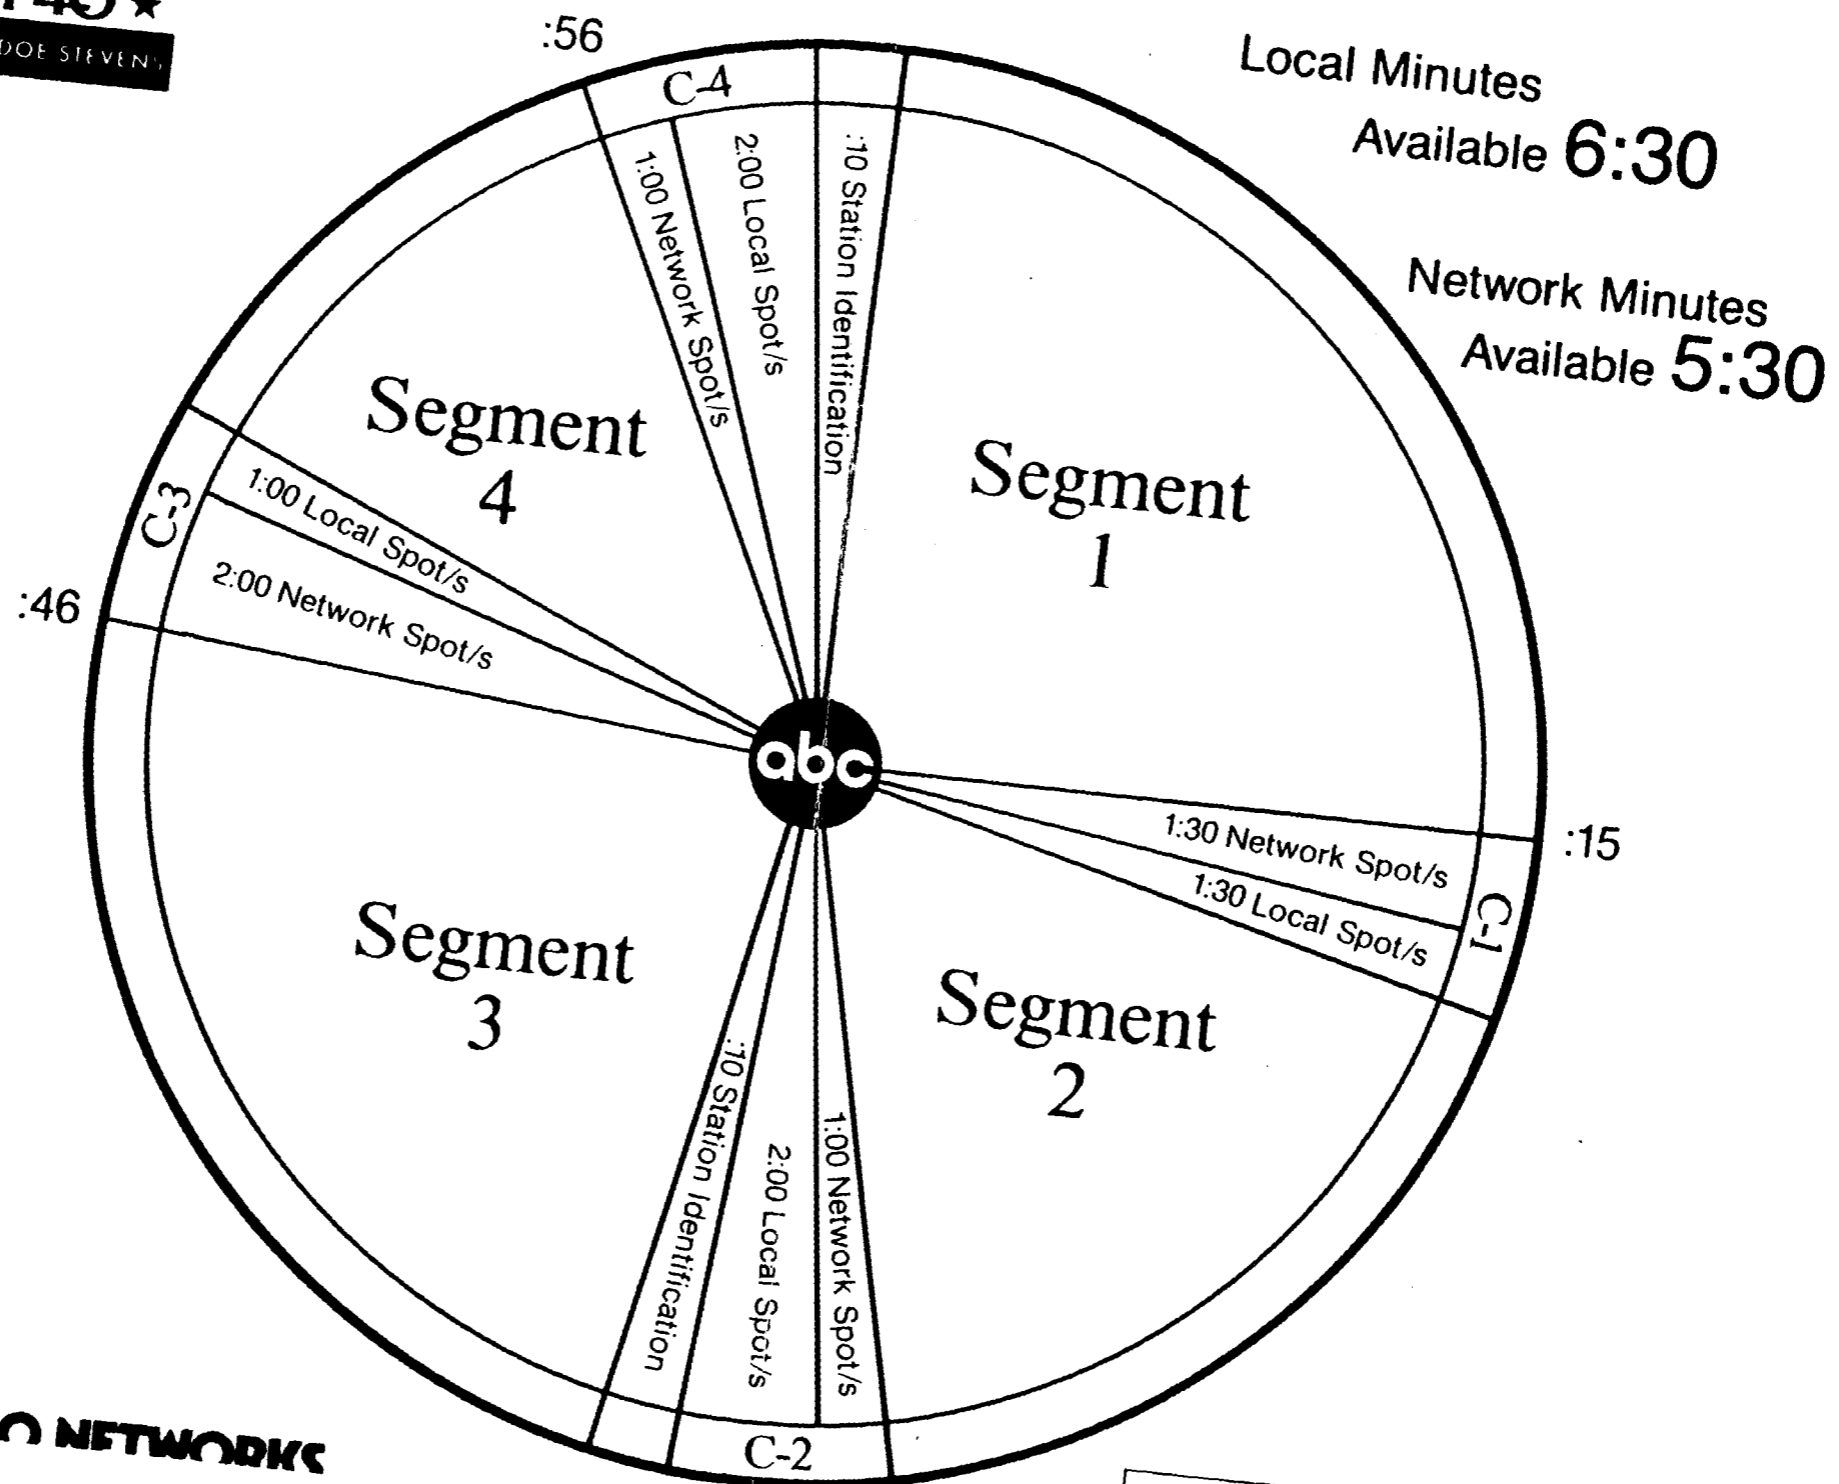 DOE STEVENS
:56
Local Minutes
Available 6:30
Network Minutes
Available 5:30
C-4
1:00 Network Spot/s
2:00 Local Spot/s
:10 Station Identification
Segment
4
Segment
1
C-3
1:00 Local Spot/s
2:00 Network Spot/s
:46
abc
1:30 Network Spot/s
1:30 Local Spot/s
:15
C-1
Segment
3
Segment
2
:10 Station Identification
2:00 Local Spot/s
1:00 Network Spot/s
C-2
NETWORKS